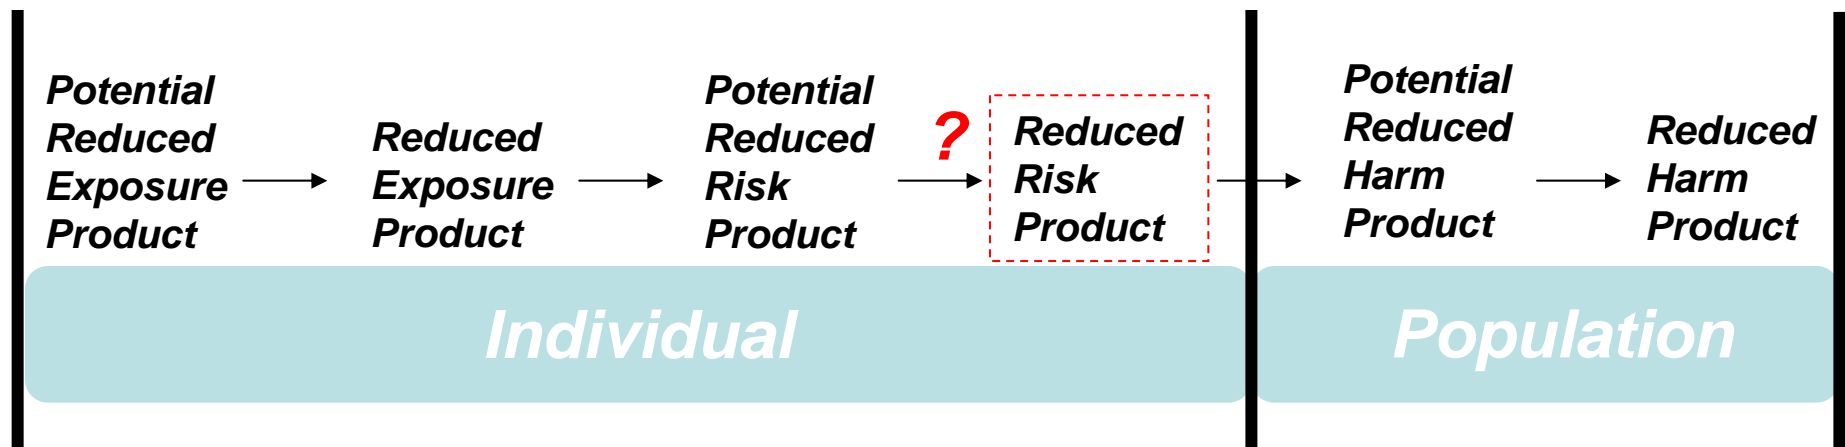 Potential
Reduced
Exposure
Product
Reduced
Exposure
Product
Potential
Reduced
Risk
Product
?
Reduced
Risk
Product
Potential
Reduced
Harm
Product
Reduced
Harm
Product
Individual
Population